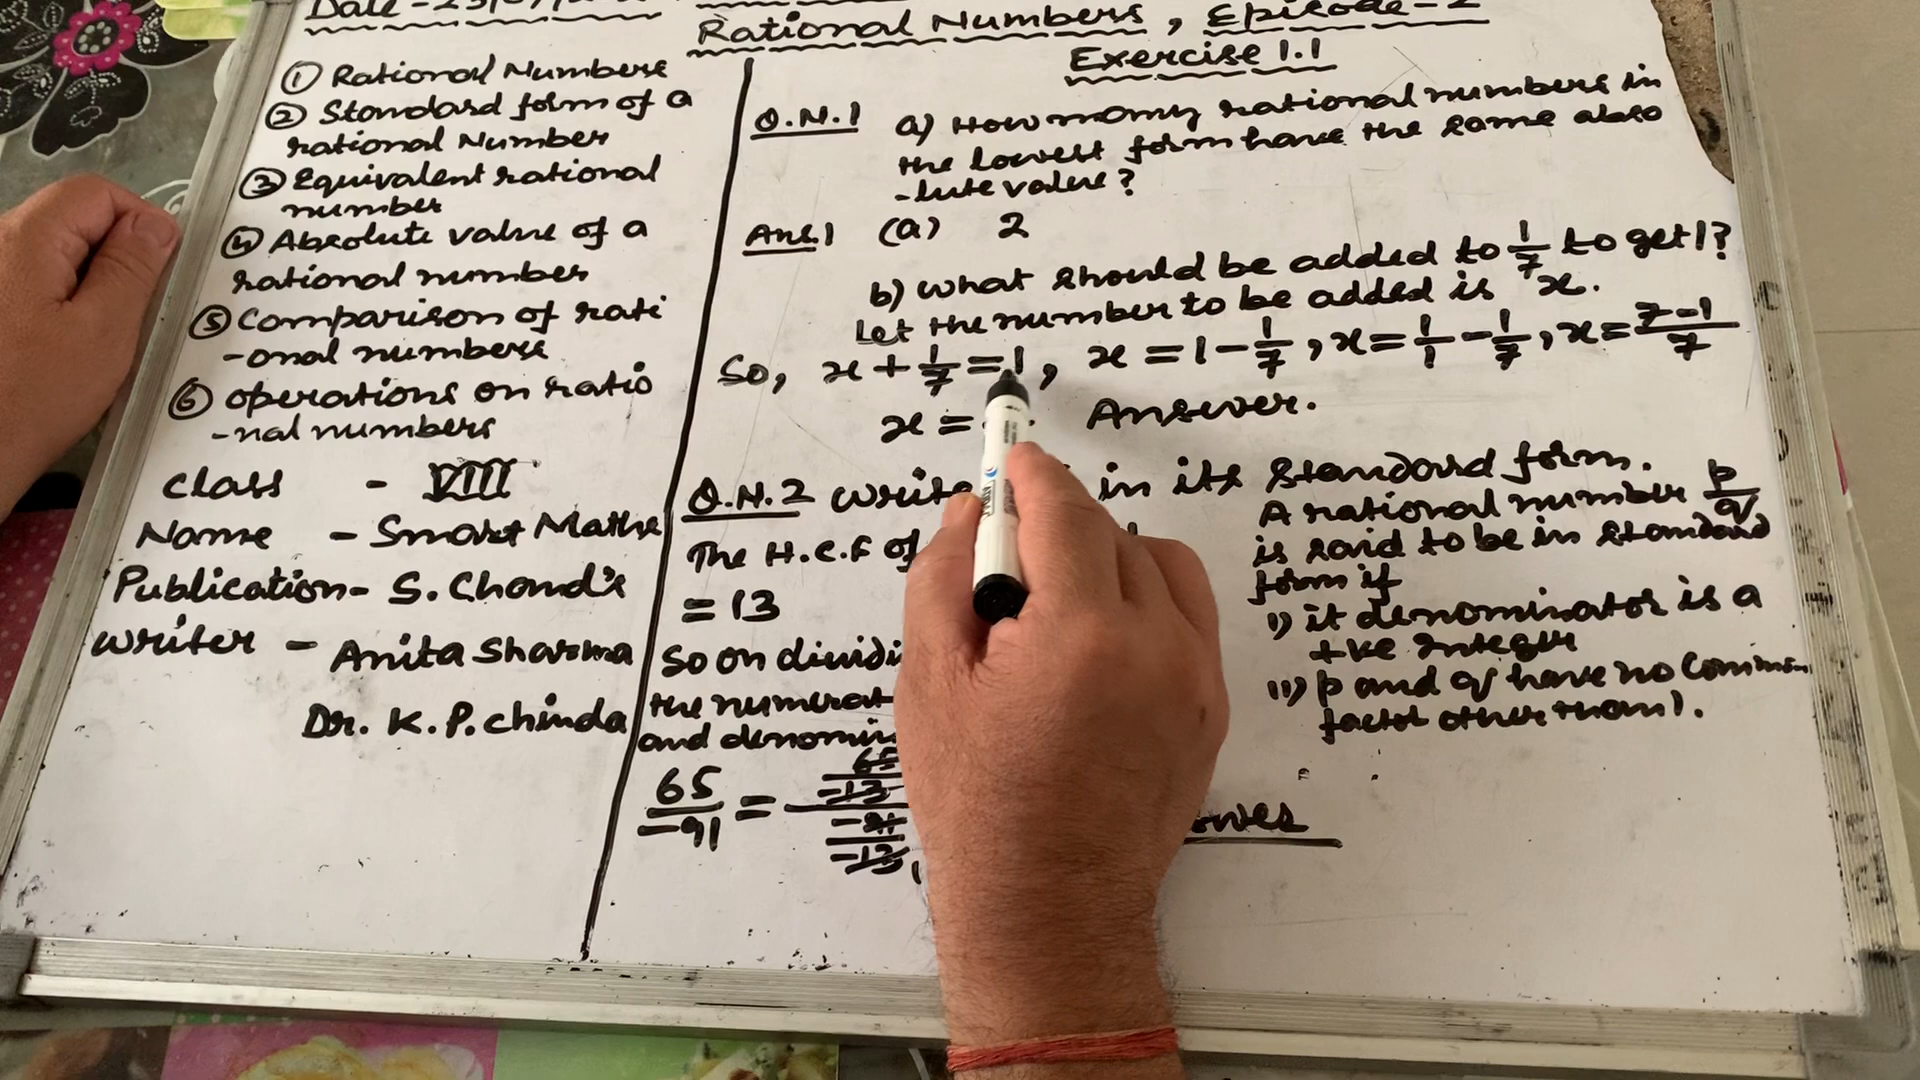 Rational Numbers, Episode-2
Exercise 1.1
① Rational Numbers
② Standard form of a
rational Number
③ Equivalent rational
number
④ Absolute value of a
rational number
⑤ Comparison of rati
-onal numbers
⑥ operations on ratio
-nal numbers
Class - VIII
Name - Smart Maths
Publication - S. Chand's
writer - Anita Sharma
Dr. K. P. chinda
Q.N.1 a) How many rational numbers in
the lowest form have the same abso
-lute value?
Ans.1 (a) 2
b) What should be added to 1/7 to get 1?
Let the number to be added is x.
So, x + 1/7 = 1, x = 1 - 1/7, x = 1/1 - 1/7, x = 7-1/7
x = Answer.
Q.N.2 write in its standard form.
The H.C.F of
= 13
So on
the
and
65/-91 =
A rational number p/q
is said to be in standard
form if
i) it denominator is a
+ve Integer
ii) p and q have no Common
factor other than 1.